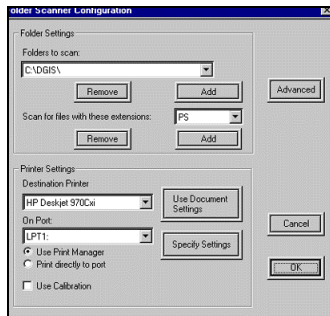 older Scanner Configuration
Folder Settings
Folders to scan:
C:\DGIS\
Remove Add
Advanced
Scan for files with these extensions: PS
Remove Add
Printer Settings
Destination Printer
HP Deskjet 970Cxi
Use Document Settings
On Port:
LPT1:
Specify Settings
Use Print Manager
Print directly to port
Use Calibration
Cancel
OK